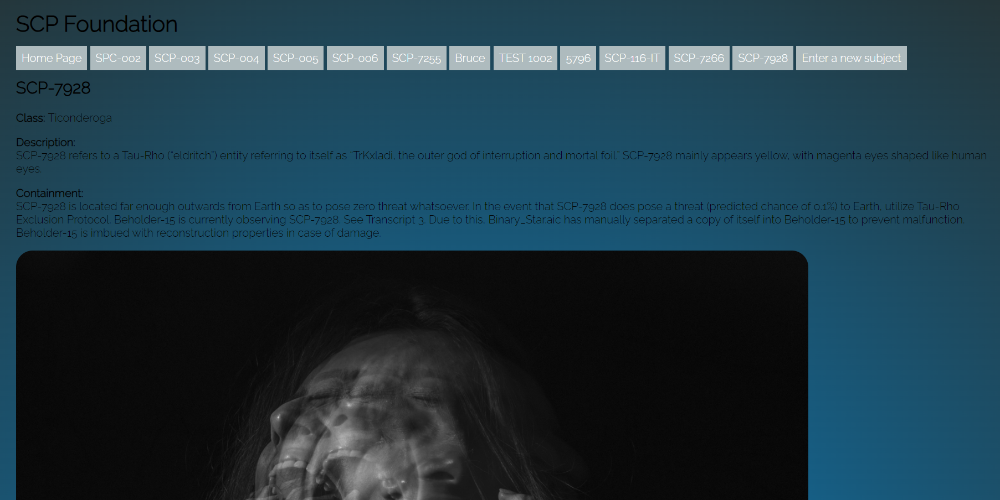 SCP Foundation
Home Page SPC-002 SCP-003 SCP-004 SCP-005 SCP-006 SCP-7255 Bruce TEST 1002 5796 SCP-116-IT SCP-7266 SCP-7928 Enter a new subject
SCP-7928
Class: Ticonderoga
Description:
SCP-7928 refers to a Tau-Rho (“eldritch”) entity referring to itself as “TrKxladi, the outer god of interruption and mortal foil.” SCP-7928 mainly appears yellow, with magenta eyes shaped like human
eyes.
Containment:
SCP-7928 is located far enough outwards from Earth so as to pose zero threat whatsoever. In the event that SCP-7928 does pose a threat (predicted chance of 0.1%) to Earth, utilize Tau-Rho
Exclusion Protocol. Beholder-15 is currently observing SCP-7928. See Transcript 3. Due to this, Binary_Star.aic has manually separated a copy of itself into Beholder-15 to prevent malfunction.
Beholder-15 is imbued with reconstruction properties in case of damage.